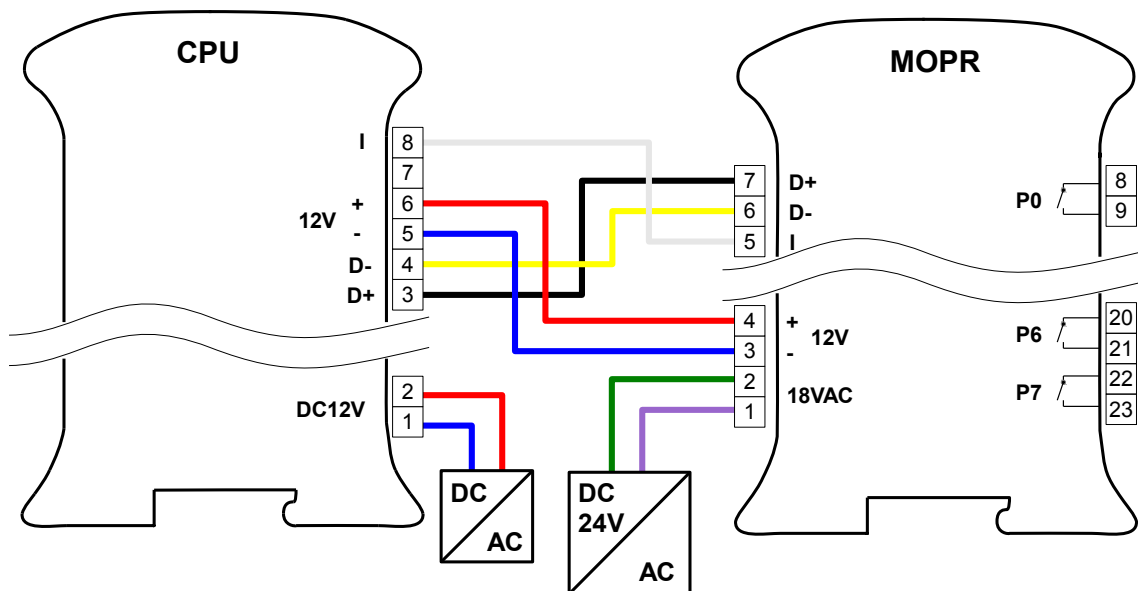 CPU
I 8
7
+ 6
12V
- 5
D- 4
D+ 3
2
DC12V
1
DC
AC
DC
24V
AC
MOPR
7 D+
6 D-
5 I
4 +
12V
3 -
2
18VAC
1
8
P0
9
20
P6
21
22
P7
23